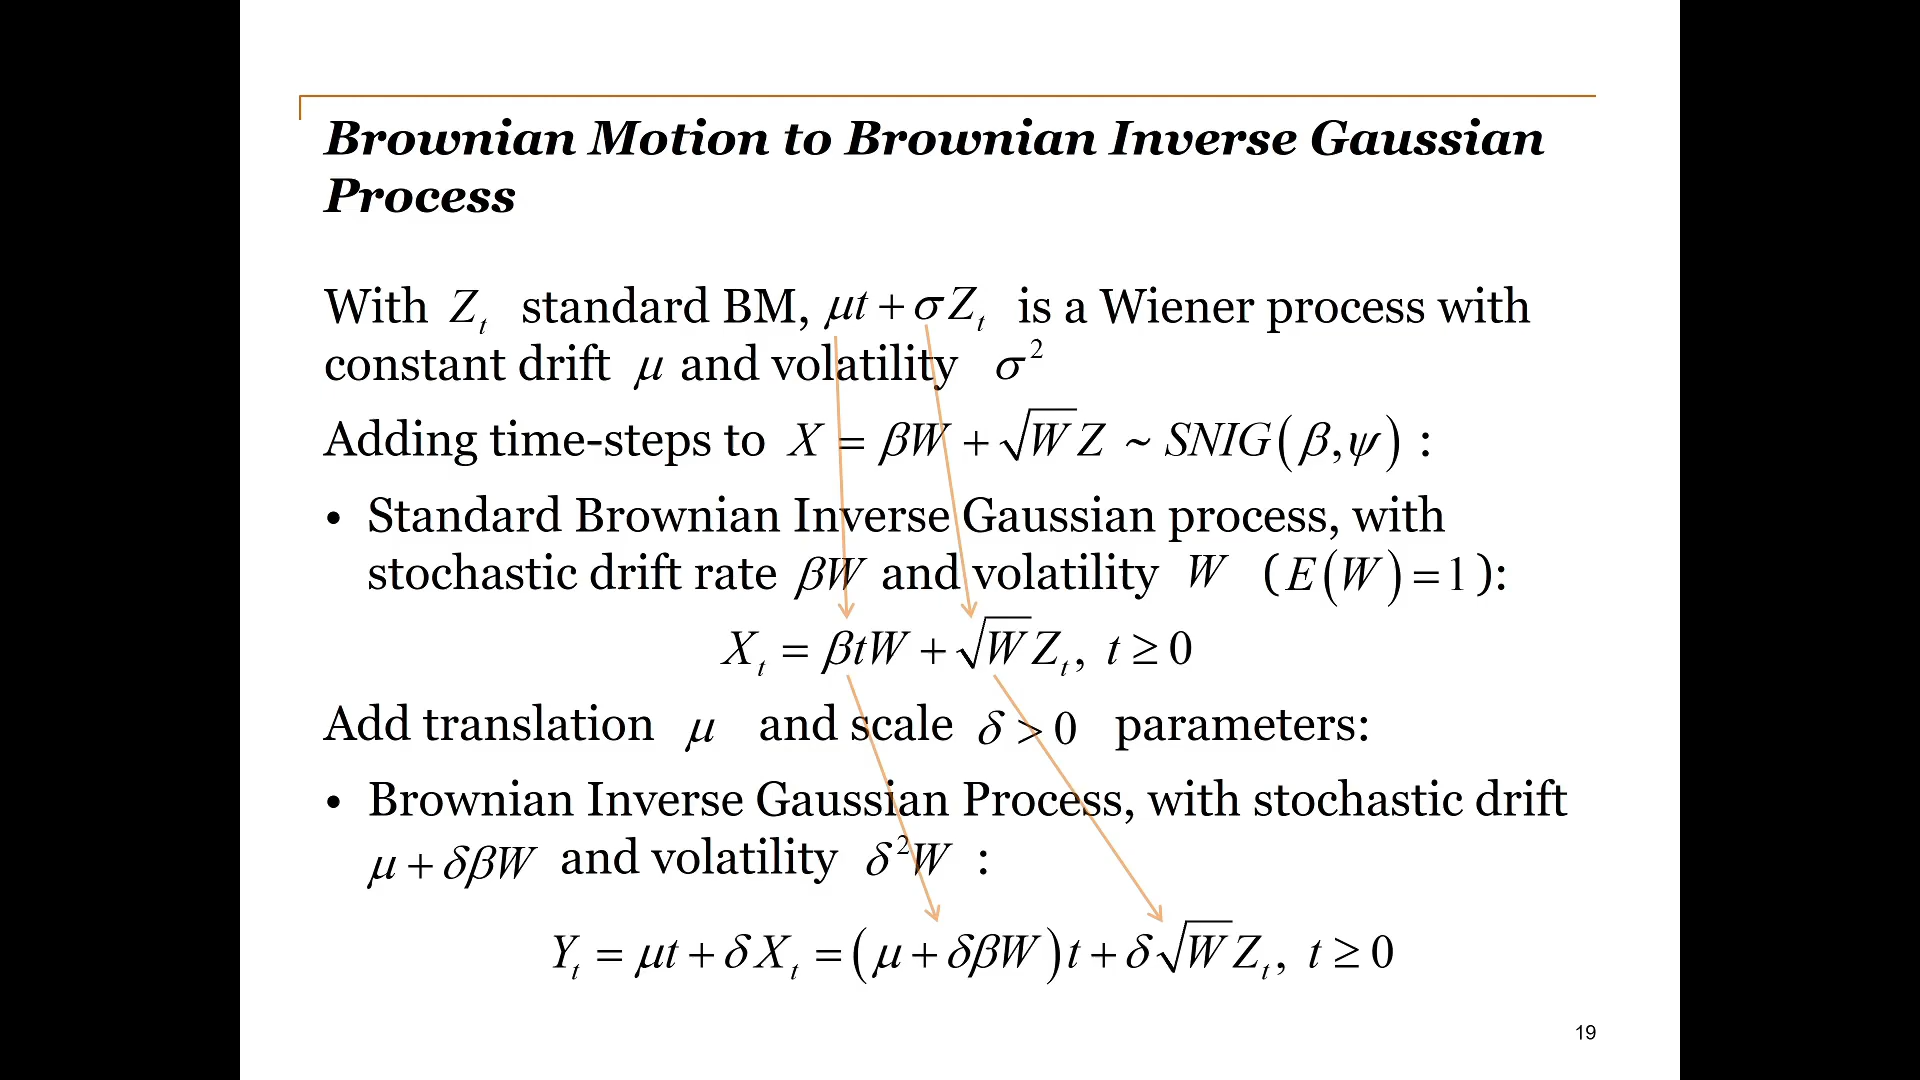 Brownian Motion to Brownian Inverse Gaussian
Process
With Z_t standard BM, μt + σZ_t is a Wiener process with
constant drift μ and volatility σ²
Adding time-steps to X = βW + √W Z ~ SNIG(β,ψ) :
• Standard Brownian Inverse Gaussian process, with
stochastic drift rate βW and volatility W (E(W) = 1):
X_t = βtW + √W Z_t, t ≥ 0
Add translation μ and scale δ > 0 parameters:
• Brownian Inverse Gaussian Process, with stochastic drift
μ + δβW and volatility δ²W :
Y_t = μt + δX_t = (μ + δβW)t + δ√W Z_t, t ≥ 0
19